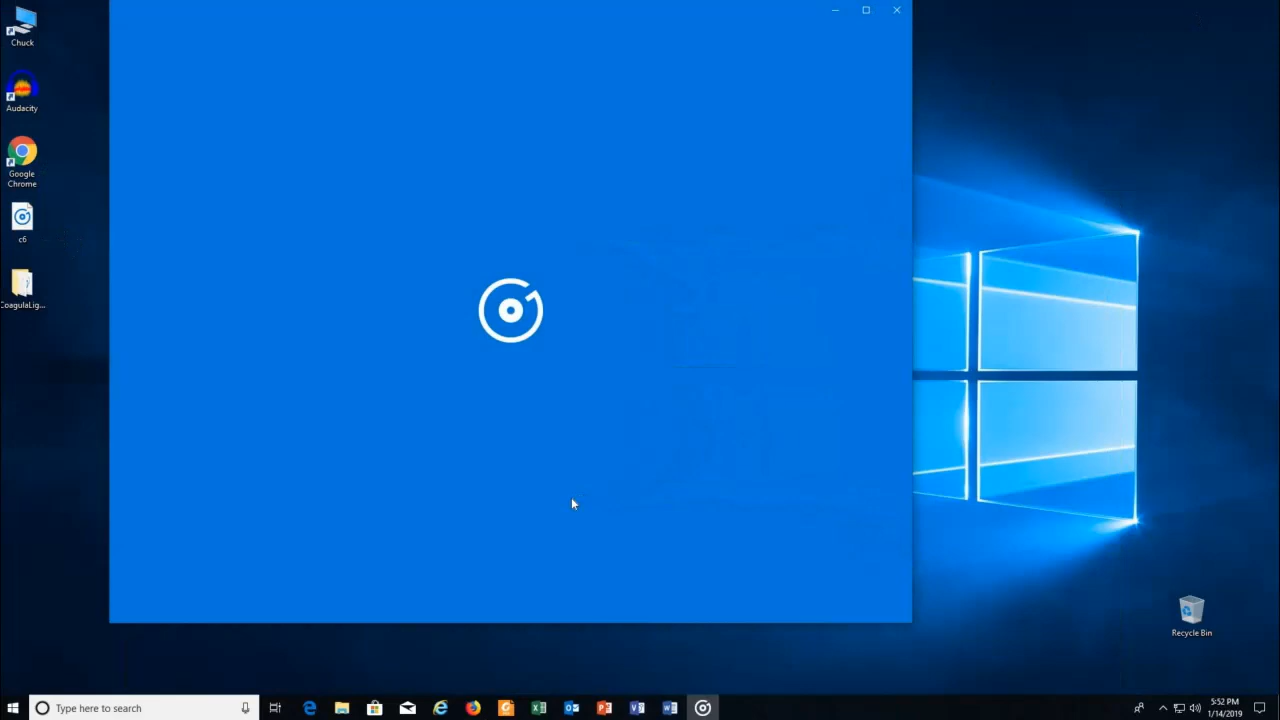 Chuck
Audacity
Google
Chrome
c6
CoagulaLig...
Recycle Bin
Type here to search
5:52 PM
1/14/2019